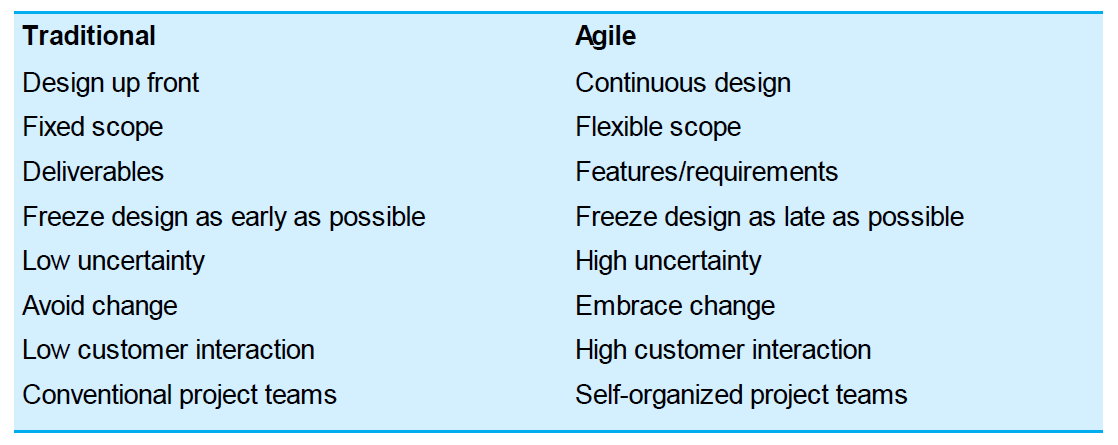 Traditional Agile
Design up front Continuous design
Fixed scope Flexible scope
Deliverables Features/requirements
Freeze design as early as possible Freeze design as late as possible
Low uncertainty High uncertainty
Avoid change Embrace change
Low customer interaction High customer interaction
Conventional project teams Self-organized project teams